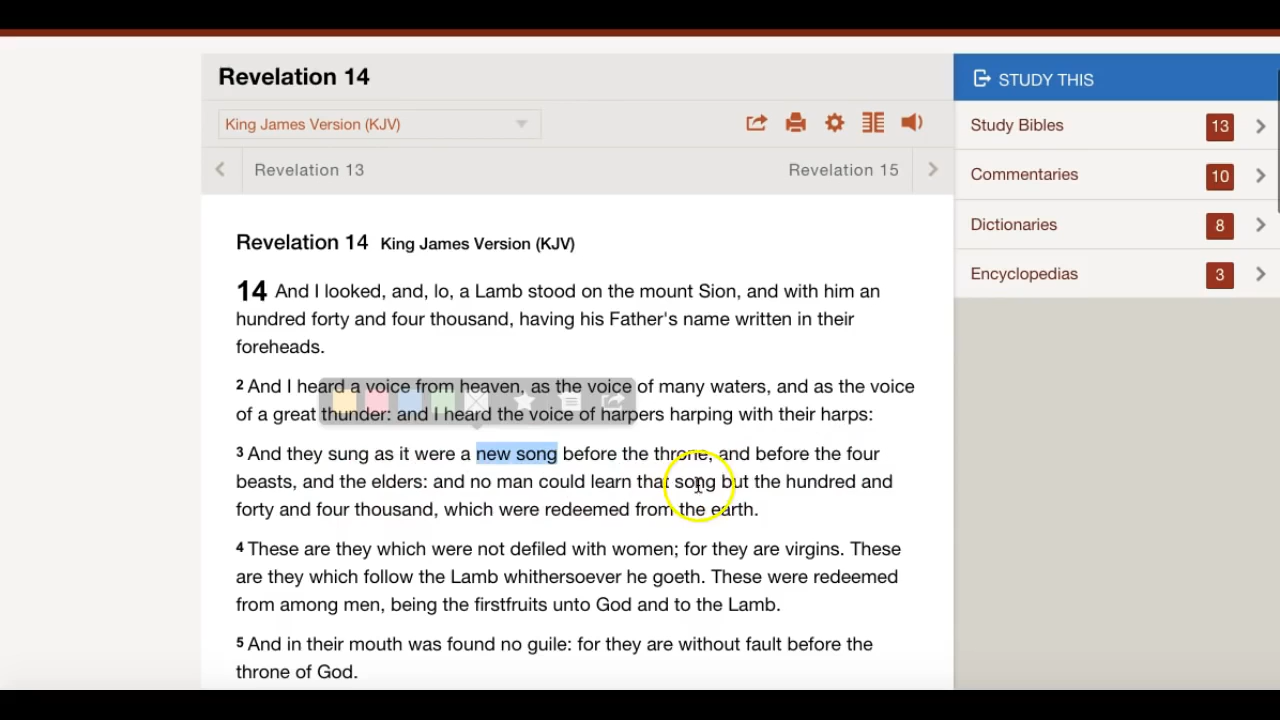 Revelation 14
STUDY THIS
King James Version (KJV)
Study Bibles 13
Revelation 13
Revelation 15
Commentaries 10
Dictionaries 8
Encyclopedias 3
Revelation 14 King James Version (KJV)
14 And I looked, and, lo, a Lamb stood on the mount Sion, and with him an
hundred forty and four thousand, having his Father's name written in their
foreheads.
2 And I heard a voice from heaven, as the voice of many waters, and as the voice
of a great thunder: and I heard the voice of harpers harping with their harps:
3 And they sung as it were a new song before the throne, and before the four
beasts, and the elders: and no man could learn that song but the hundred and
forty and four thousand, which were redeemed from the earth.
4 These are they which were not defiled with women; for they are virgins. These
are they which follow the Lamb whithersoever he goeth. These were redeemed
from among men, being the firstfruits unto God and to the Lamb.
5 And in their mouth was found no guile: for they are without fault before the
throne of God.